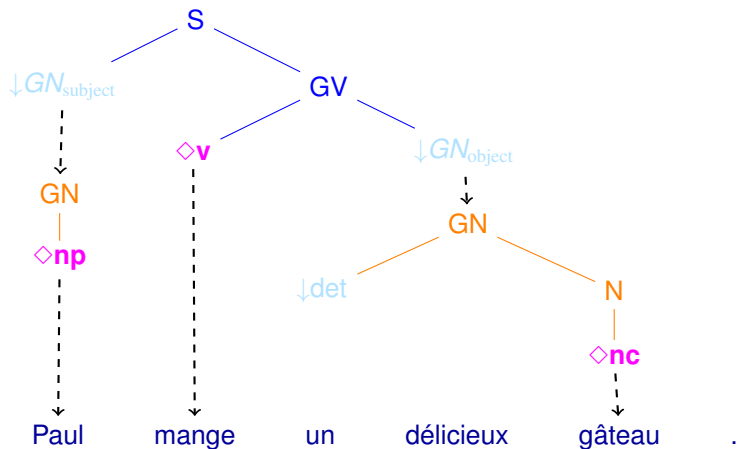 S
↓GNsubject
GV
◇v
↓GNobject
GN
GN
◇np
↓det
N
◇nc
Paul mange un délicieux gâteau .